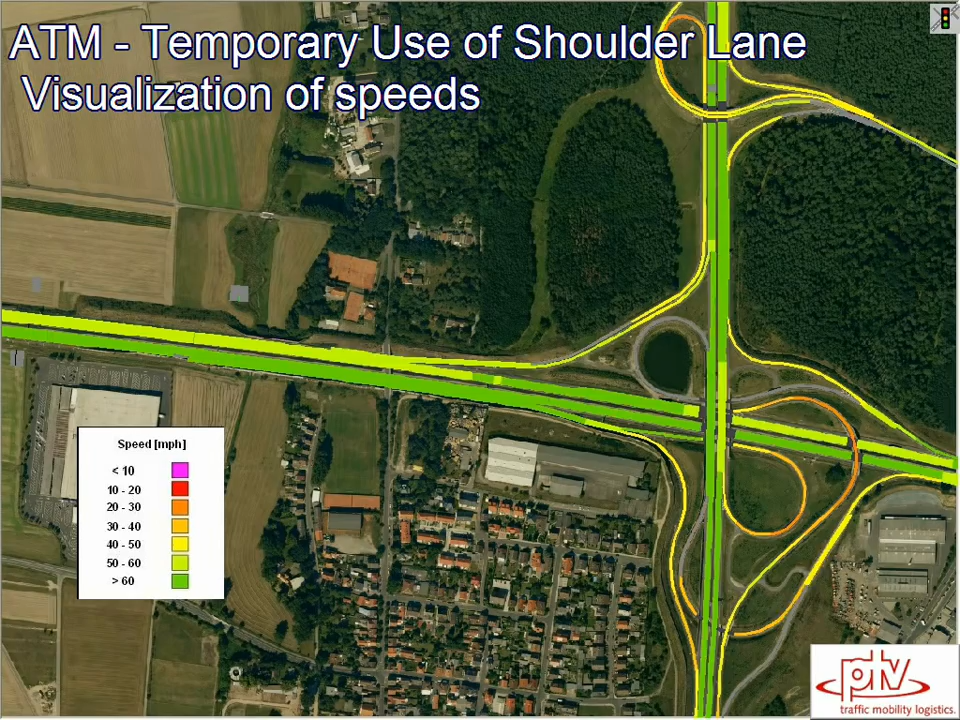 ATM - Temporary Use of Shoulder Lane
Visualization of speeds
Speed [mph]
< 10
10 - 20
20 - 30
30 - 40
40 - 50
50 - 60
> 60
ptv
traffic mobility logistics.